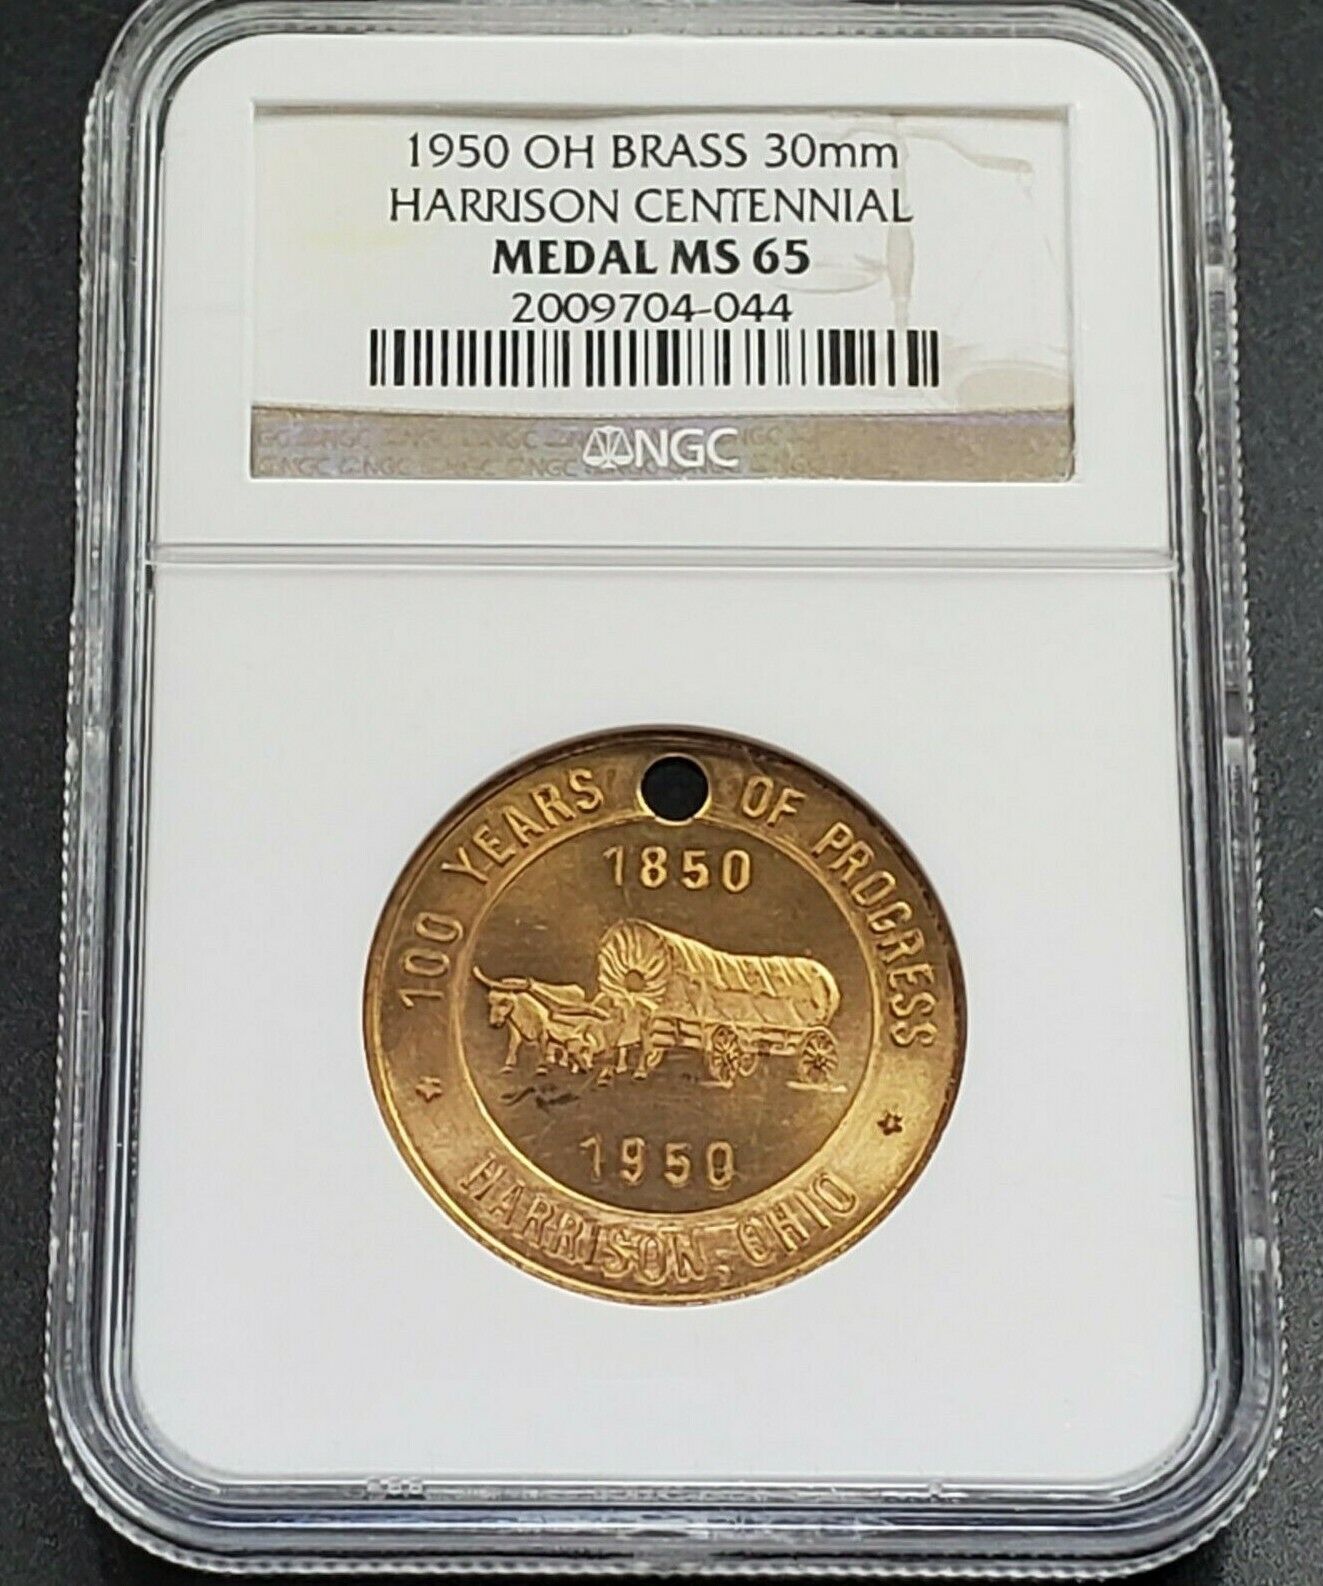 1950 OH BRASS 30mm
HARRISON CENTENNIAL
MEDAL MS 65
2009704-044
NGC
100 YEARS OF PROGRESS
1850
1950
HARRISON, OHIO